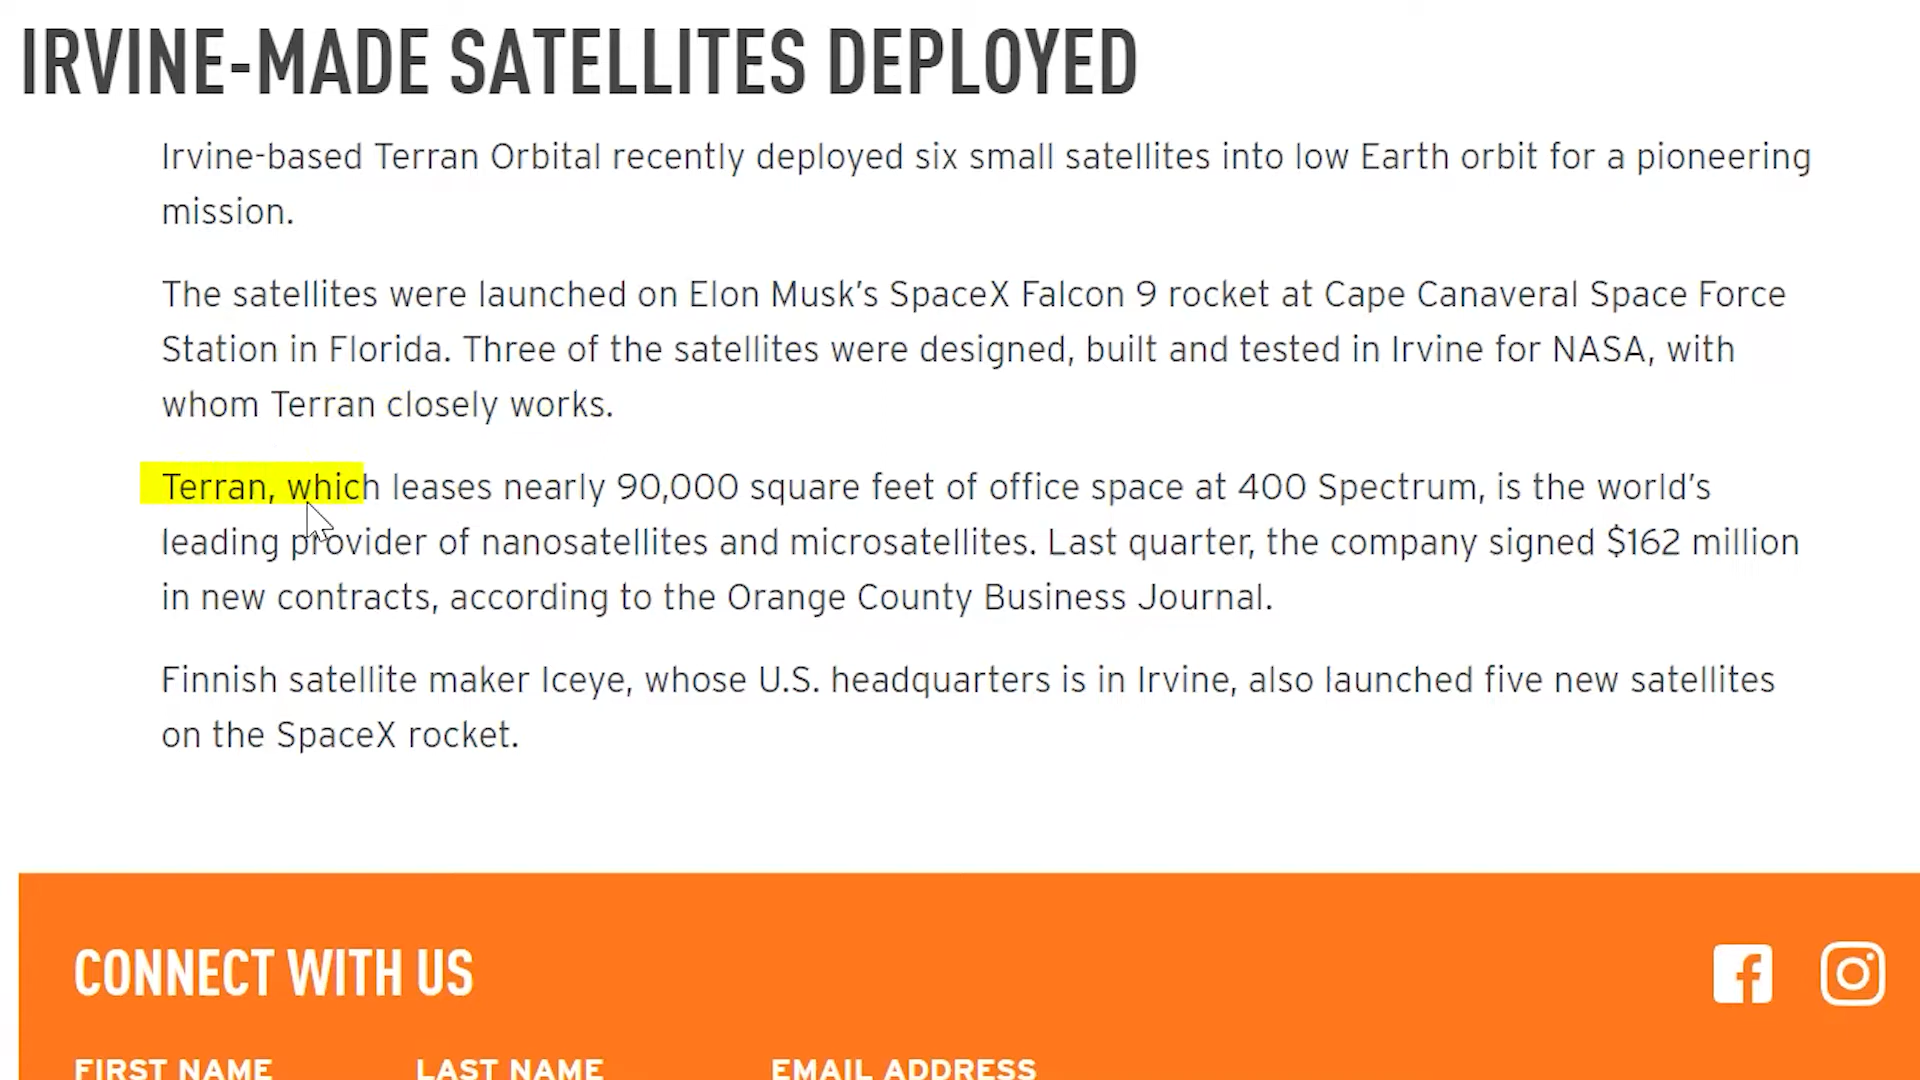 IRVINE-MADE SATELLITES DEPLOYED
Irvine-based Terran Orbital recently deployed six small satellites into low Earth orbit for a pioneering
mission.
The satellites were launched on Elon Musk's SpaceX Falcon 9 rocket at Cape Canaveral Space Force
Station in Florida. Three of the satellites were designed, built and tested in Irvine for NASA, with
whom Terran closely works.
Terran, which leases nearly 90,000 square feet of office space at 400 Spectrum, is the world's
leading provider of nanosatellites and microsatellites. Last quarter, the company signed $162 million
in new contracts, according to the Orange County Business Journal.
Finnish satellite maker Iceye, whose U.S. headquarters is in Irvine, also launched five new satellites
on the SpaceX rocket.
CONNECT WITH US
FIRST NAME LAST NAME EMAIL ADDRESS